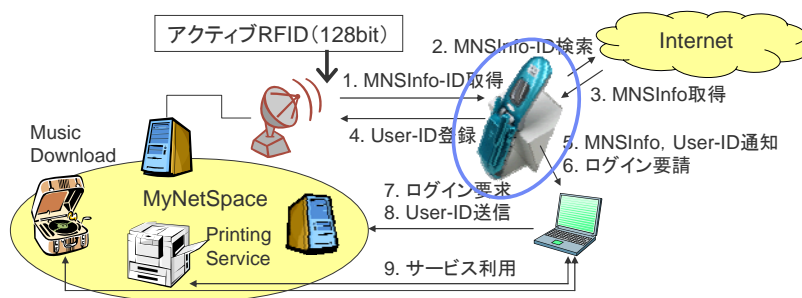 アクティブRFID(128bit)
2. MNSInfo-ID検索
Internet
1. MNSInfo-ID取得
3. MNSInfo取得
4. User-ID登録
Music
Download
5. MNSInfo, User-ID通知
6. ログイン要請
MyNetSpace
7. ログイン要求
8. User-ID送信
Printing
Service
9. サービス利用